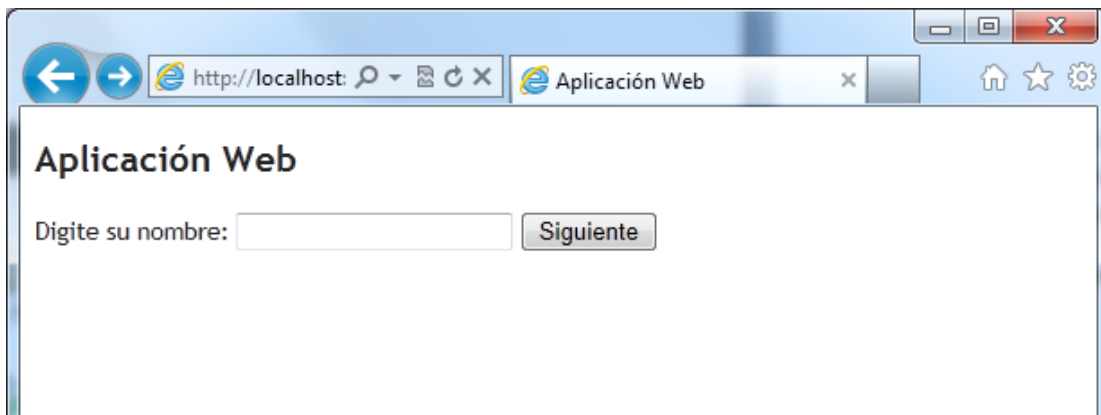 http://localhost:
Aplicación Web
Aplicación Web
Digite su nombre:
Siguiente